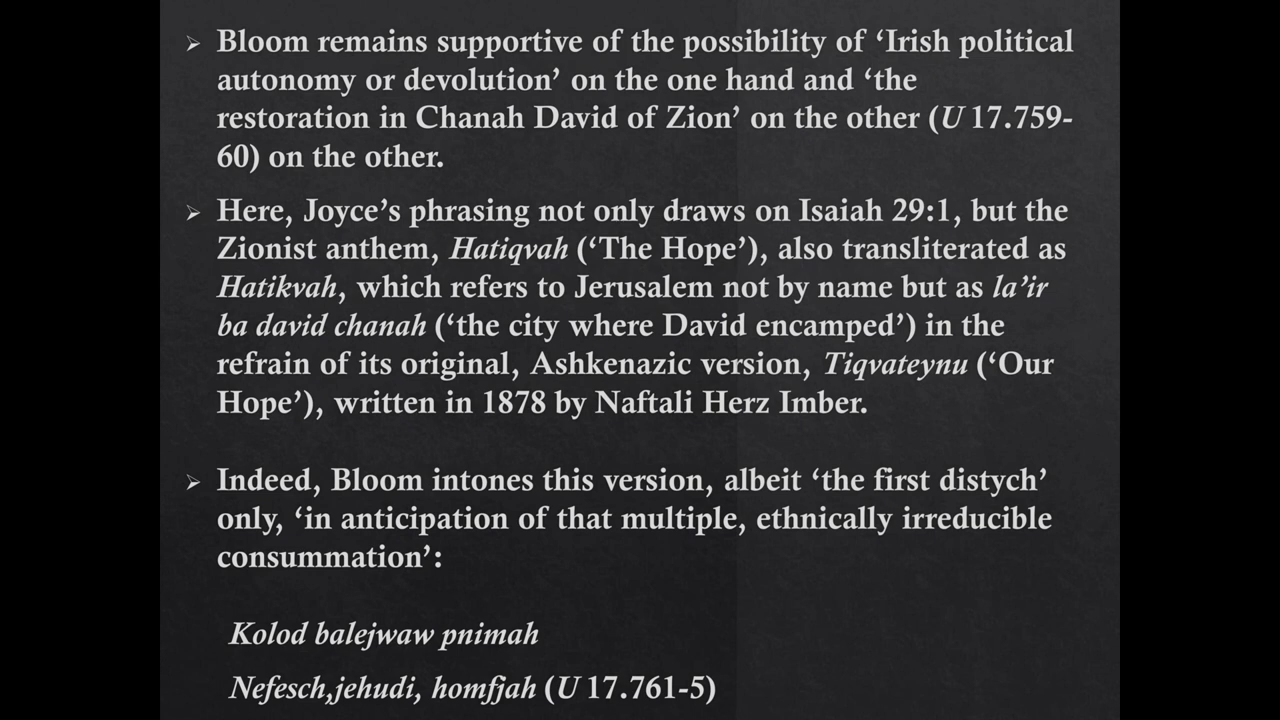 ➢ Bloom remains supportive of the possibility of ‘Irish political
autonomy or devolution’ on the one hand and ‘the
restoration in Chanah David of Zion’ on the other (U 17.759-
60) on the other.
➢ Here, Joyce’s phrasing not only draws on Isaiah 29:1, but the
Zionist anthem, Hatiqvah (‘The Hope’), also transliterated as
Hatikvah, which refers to Jerusalem not by name but as la’ir
ba david chanah (‘the city where David encamped’) in the
refrain of its original, Ashkenazic version, Tiqvateynu (‘Our
Hope’), written in 1878 by Naftali Herz Imber.
➢ Indeed, Bloom intones this version, albeit ‘the first distych’
only, ‘in anticipation of that multiple, ethnically irreducible
consummation’:
Kolod balejwaw pnimah
Nefesch,jehudi, homfjah (U 17.761-5)